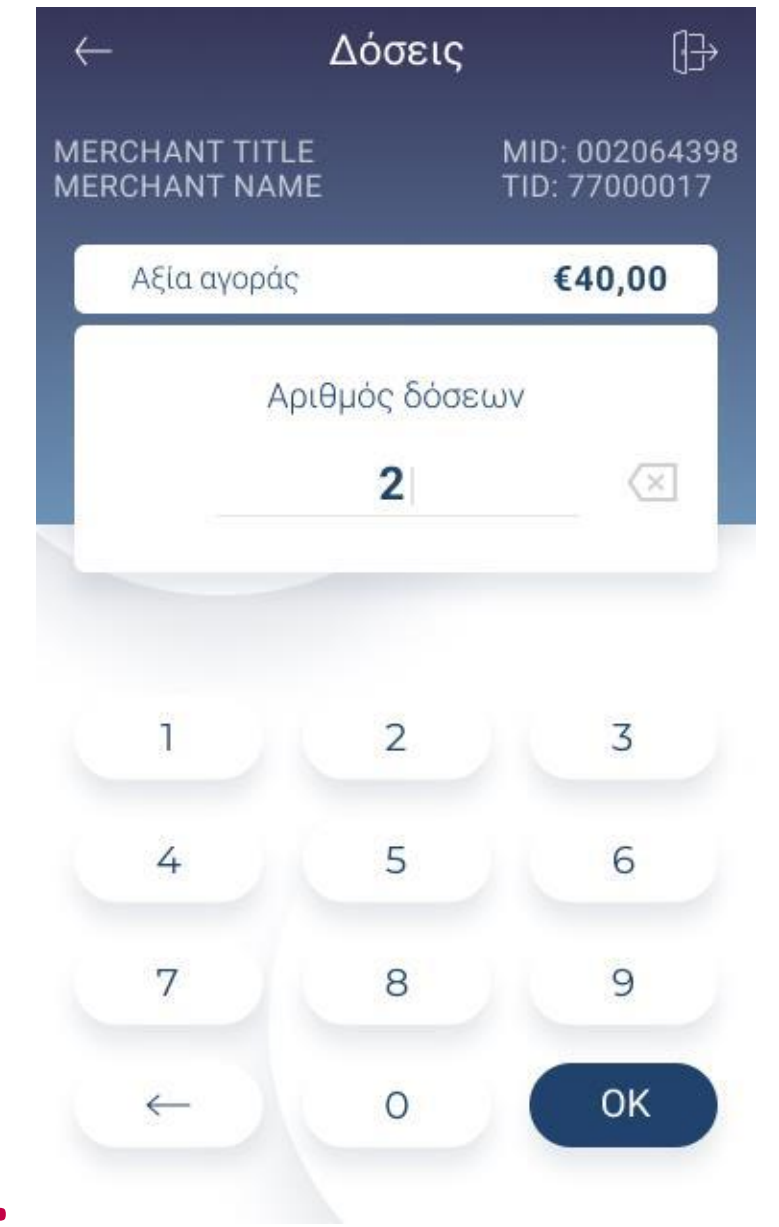 Δόσεις
MERCHANT TITLE MID: 002064398
MERCHANT NAME TID: 77000017
Αξία αγοράς €40,00
Αριθμός δόσεων
2
1 2 3
4 5 6
7 8 9
0 OK